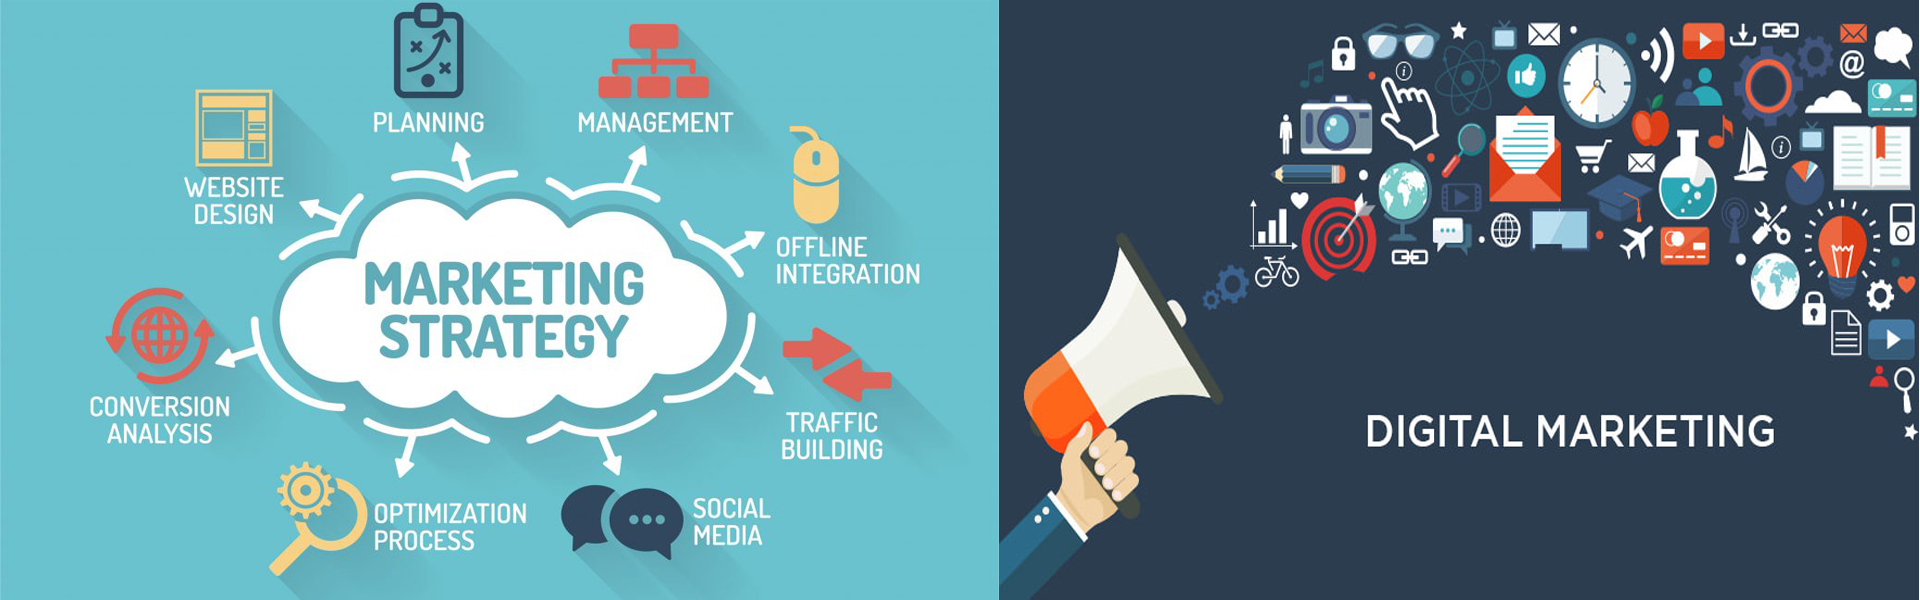 PLANNING
MANAGEMENT
WEBSITE
DESIGN
OFFLINE
INTEGRATION
MARKETING
STRATEGY
CONVERSION
ANALYSIS
TRAFFIC
BUILDING
OPTIMIZATION
PROCESS
SOCIAL
MEDIA
i
@
i
DIGITAL MARKETING